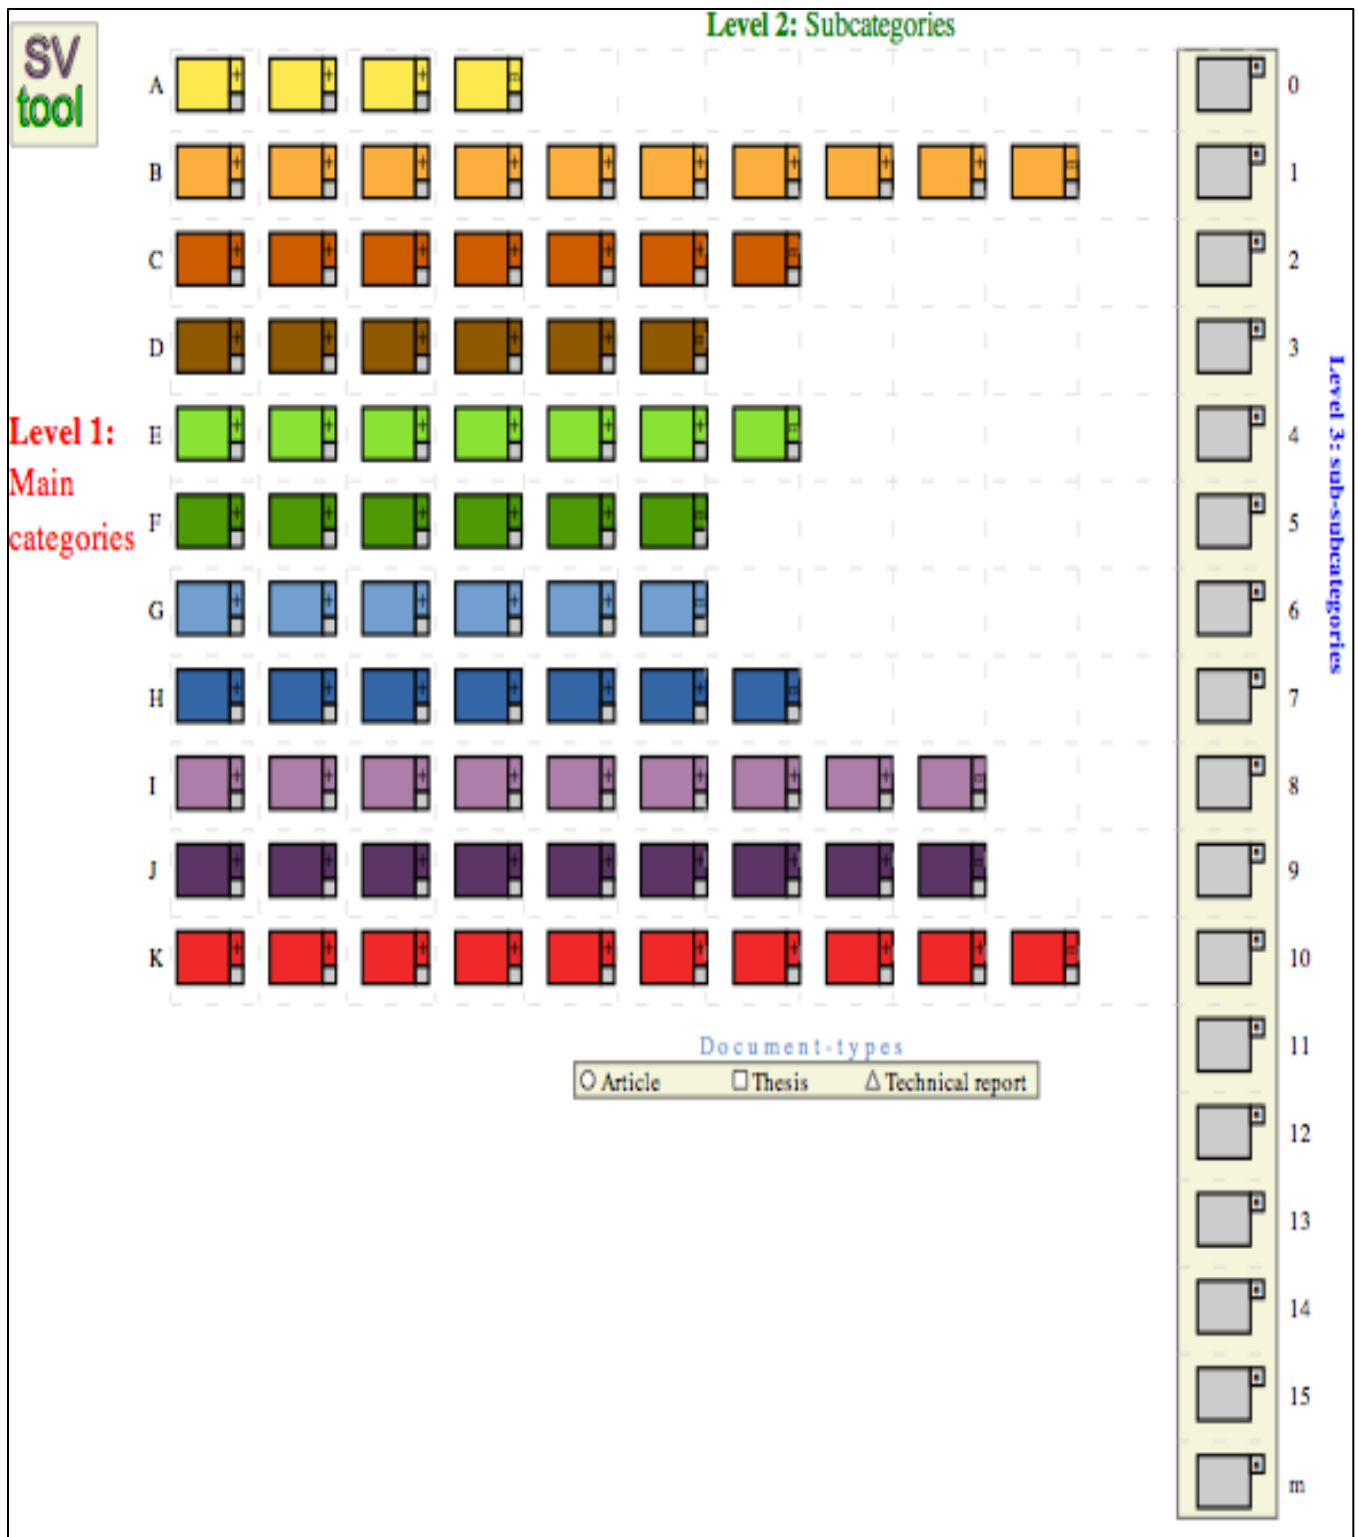 SV
tool
Level 2: Subcategories
A
B
C
D
E
F
G
H
I
J
K
Level 1:
Main
categories
0
1
2
3
4
5
6
7
8
9
10
11
12
13
14
15
m
Level 3: sub-subcategories
Document-types
Article
Thesis
Technical report